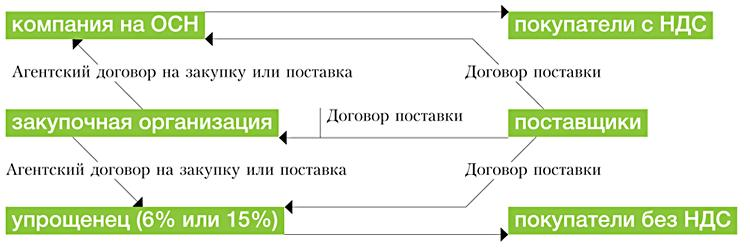 компания на ОСН
покупатели с НДС
Агентский договор на закупку или поставка
Договор поставки
закупочная организация
Договор поставки
поставщики
Агентский договор на закупку или поставка
Договор поставки
упрощенец (6% или 15%)
покупатели без НДС